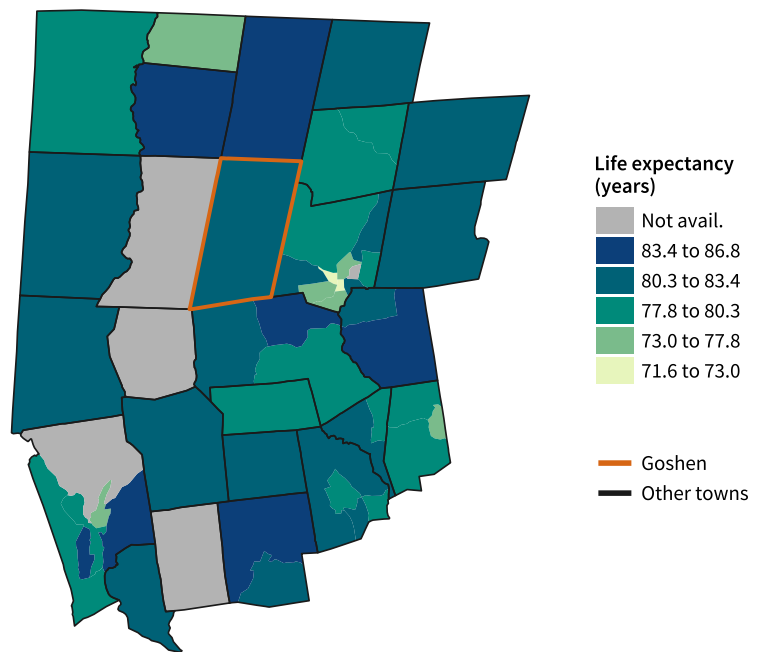 Life expectancy
(years)
Not avail.
83.4 to 86.8
80.3 to 83.4
77.8 to 80.3
73.0 to 77.8
71.6 to 73.0
Goshen
Other towns